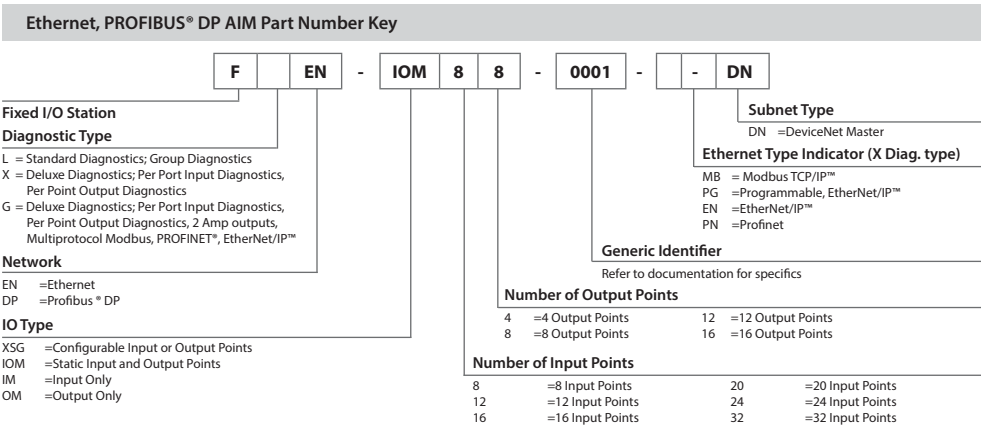 Ethernet, PROFIBUS® DP AIM Part Number Key
F EN - IOM 8 8 - 0001 - - DN
Fixed I/O Station
Diagnostic Type
L = Standard Diagnostics; Group Diagnostics
X = Deluxe Diagnostics; Per Port Input Diagnostics,
Per Point Output Diagnostics
G = Deluxe Diagnostics; Per Port Input Diagnostics,
Per Point Output Diagnostics, 2 Amp outputs,
Multiprotocol Modbus, PROFINET®, EtherNet/IP™
Network
EN =Ethernet
DP =Profibus ® DP
IO Type
XSG =Configurable Input or Output Points
IOM =Static Input and Output Points
IM =Input Only
OM =Output Only
Subnet Type
DN =DeviceNet Master
Ethernet Type Indicator (X Diag. type)
MB = Modbus TCP/IP™
PG =Programmable, EtherNet/IP™
EN =EtherNet/IP™
PN =Profinet
Generic Identifier
Refer to documentation for specifics
Number of Output Points
4 =4 Output Points 12 =12 Output Points
8 =8 Output Points 16 =16 Output Points
Number of Input Points
8 =8 Input Points 20 =20 Input Points
12 =12 Input Points 24 =24 Input Points
16 =16 Input Points 32 =32 Input Points